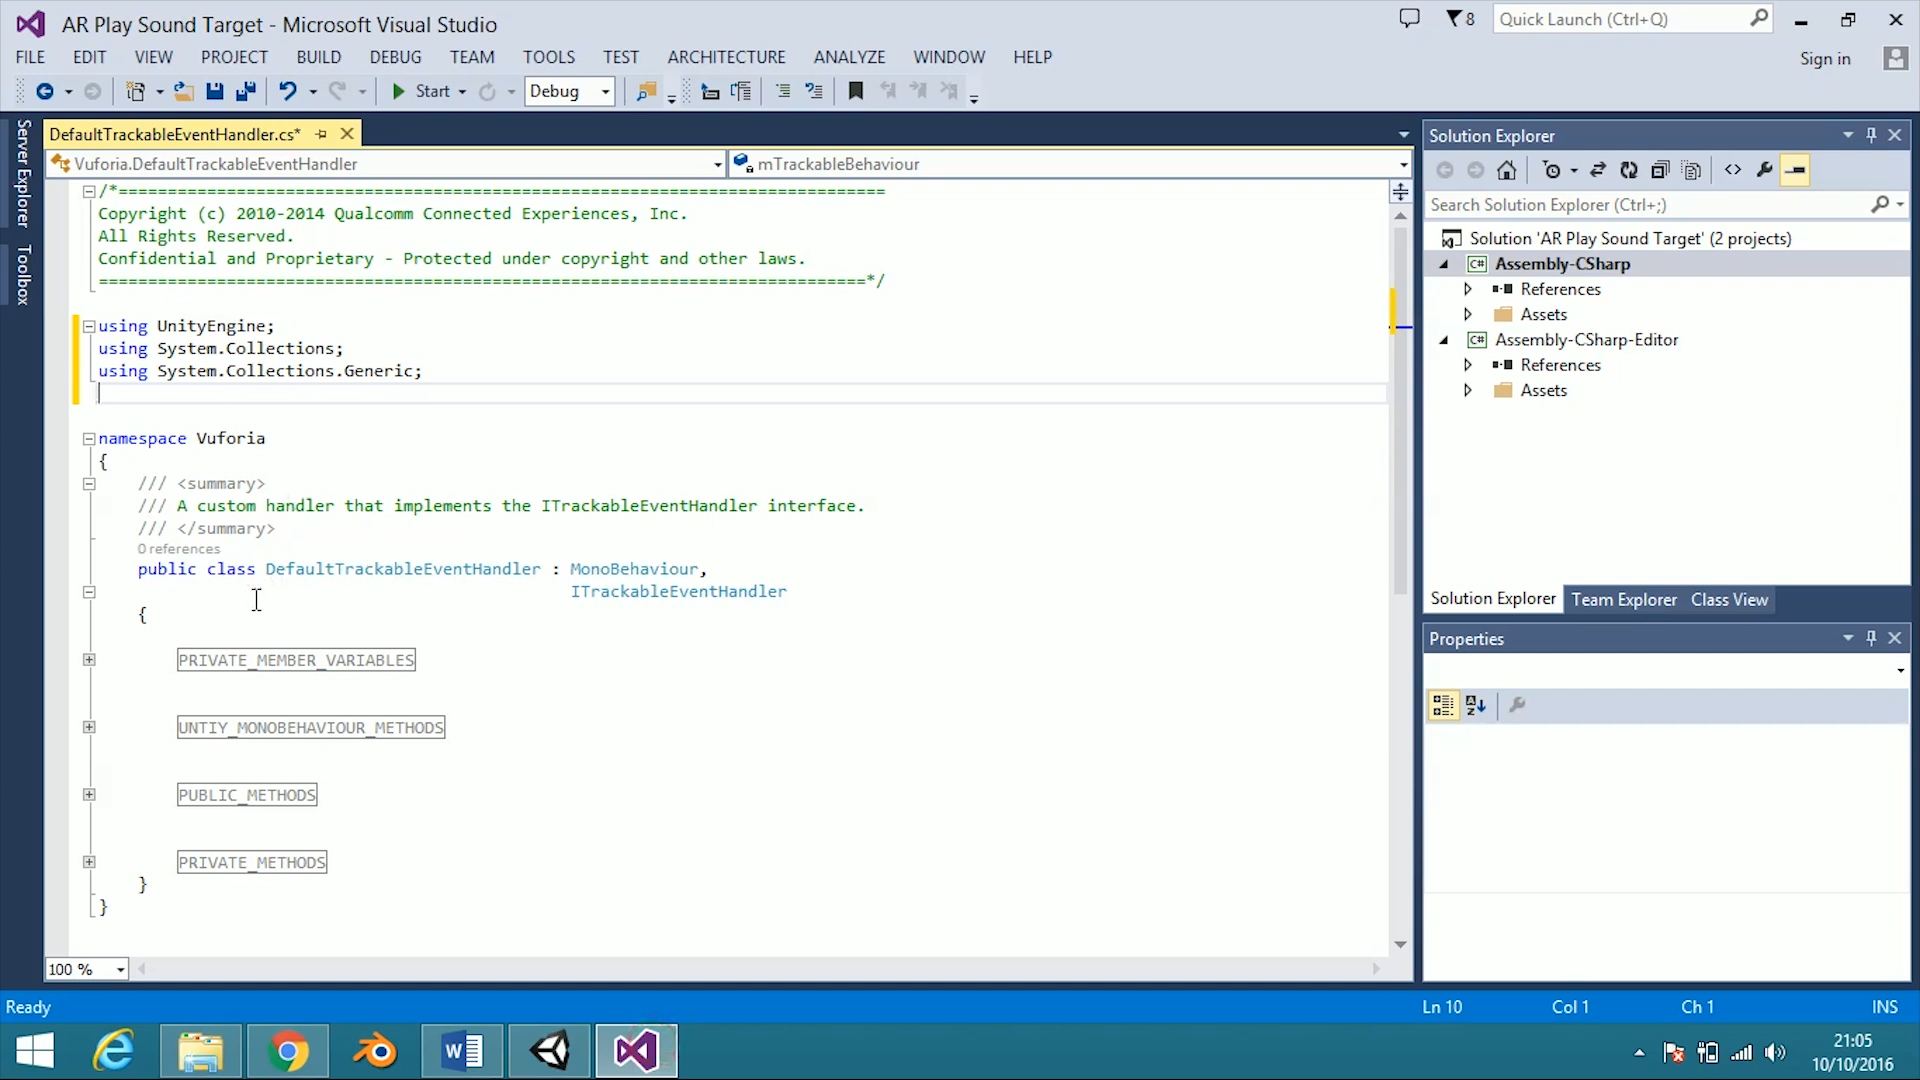 AR Play Sound Target - Microsoft Visual Studio
8
Quick Launch (Ctrl+Q)
FILE EDIT VIEW PROJECT BUILD DEBUG TEAM TOOLS TEST ARCHITECTURE ANALYZE WINDOW HELP
Sign in
Start Debug
Server Explorer
Toolbox
DefaultTrackableEventHandler.cs*
Vuforia.DefaultTrackableEventHandler
mTrackableBehaviour
/*==============================================================================
Copyright (c) 2010-2014 Qualcomm Connected Experiences, Inc.
All Rights Reserved.
Confidential and Proprietary - Protected under copyright and other laws.
==============================================================================*/
using UnityEngine;
using System.Collections;
using System.Collections.Generic;
namespace Vuforia
{
/// <summary>
/// A custom handler that implements the ITrackableEventHandler interface.
/// </summary>
0 references
public class DefaultTrackableEventHandler : MonoBehaviour,
ITrackableEventHandler
{
PRIVATE_MEMBER_VARIABLES
UNTIY_MONOBEHAVIOUR_METHODS
PUBLIC_METHODS
PRIVATE_METHODS
}
}
100 %
Solution Explorer
Search Solution Explorer (Ctrl+;)
Solution 'AR Play Sound Target' (2 projects)
C# Assembly-CSharp
References
Assets
C# Assembly-CSharp-Editor
References
Assets
Solution Explorer Team Explorer Class View
Properties
Ready
Ln 10 Col 1 Ch 1 INS
21:05
10/10/2016